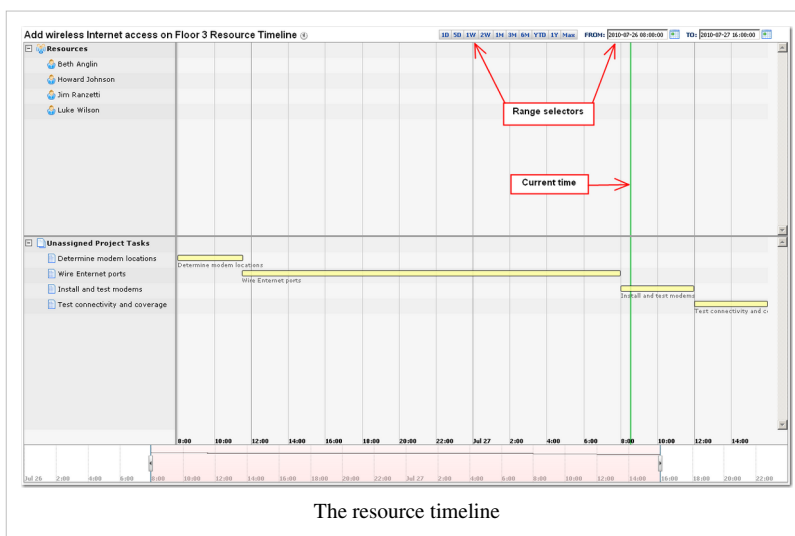 Add wireless Internet access on Floor 3 Resource Timeline
1D 5D 1W 2W 1M 3M 6M YTD 1Y Max FROM: 2010-07-26 08:00:00 TO: 2010-07-27 16:00:00
Resources
Beth Anglin
Howard Johnson
Jim Ranzetti
Luke Wilson
Range selectors
Current time
Unassigned Project Tasks
Determine modem locations
Determine modem locations
Wire Enternet ports
Wire Enternet ports
Install and test modems
Install and test modems
Test connectivity and coverage
Test connectivity and c
8:00 10:00 12:00 14:00 16:00 18:00 20:00 22:00 Jul 27 2:00 4:00 6:00 8:00 10:00 12:00 14:00
Jul 26 2:00 4:00 6:00 8:00 10:00 12:00 14:00 16:00 18:00 20:00 22:00 Jul 27 2:00 4:00 6:00 8:00 10:00 12:00 14:00 16:00 18:00 20:00 22:00
The resource timeline